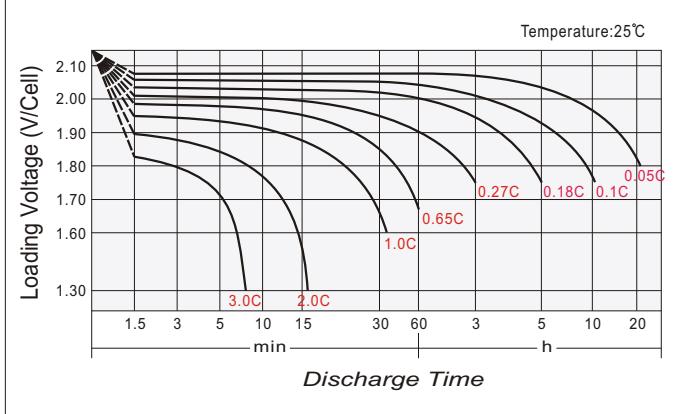 Temperature:25℃
Loading Voltage (V/Cell)
2.10
2.00
1.90
1.80
1.70
1.60
1.30
0.05C
0.1C
0.18C
0.27C
0.65C
1.0C
2.0C
3.0C
1.5 3 5 10 15 30 60 3 5 10 20
min h
Discharge Time